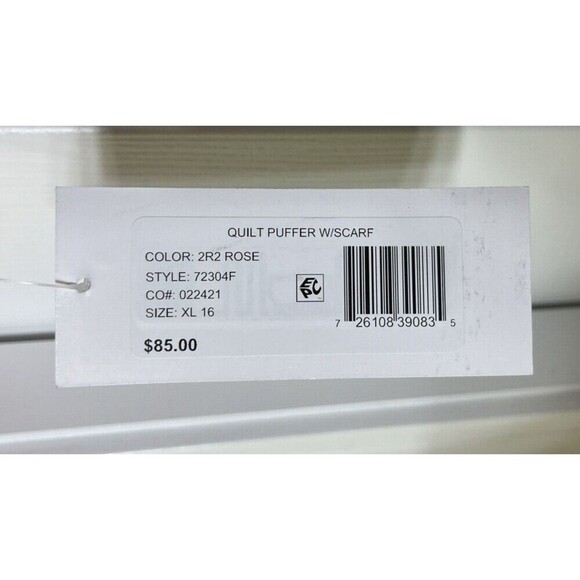 QUILT PUFFER W/SCARF
COLOR: 2R2 ROSE
STYLE: 72304F
CO#: 022421
SIZE: XL 16
$85.00
EPC
7 26108 39083 5